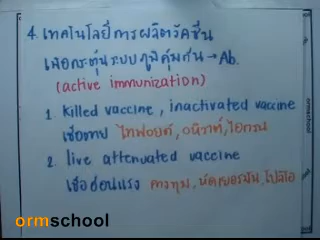 4. เทคโนโลยีการผลิตวัคซีน
เพื่อกระตุ้นระบบภูมิคุ้มกัน → Ab.
(active immunization)
1. killed vaccine, inactivated vaccine
เชื้อตาย ไทฟอยด์, อหิวาต์, ไอกรน
2. live attenuated vaccine
เชื้ออ่อนแรง คางทูม, หัดเยอรมัน, โปลิโอ
ormschool